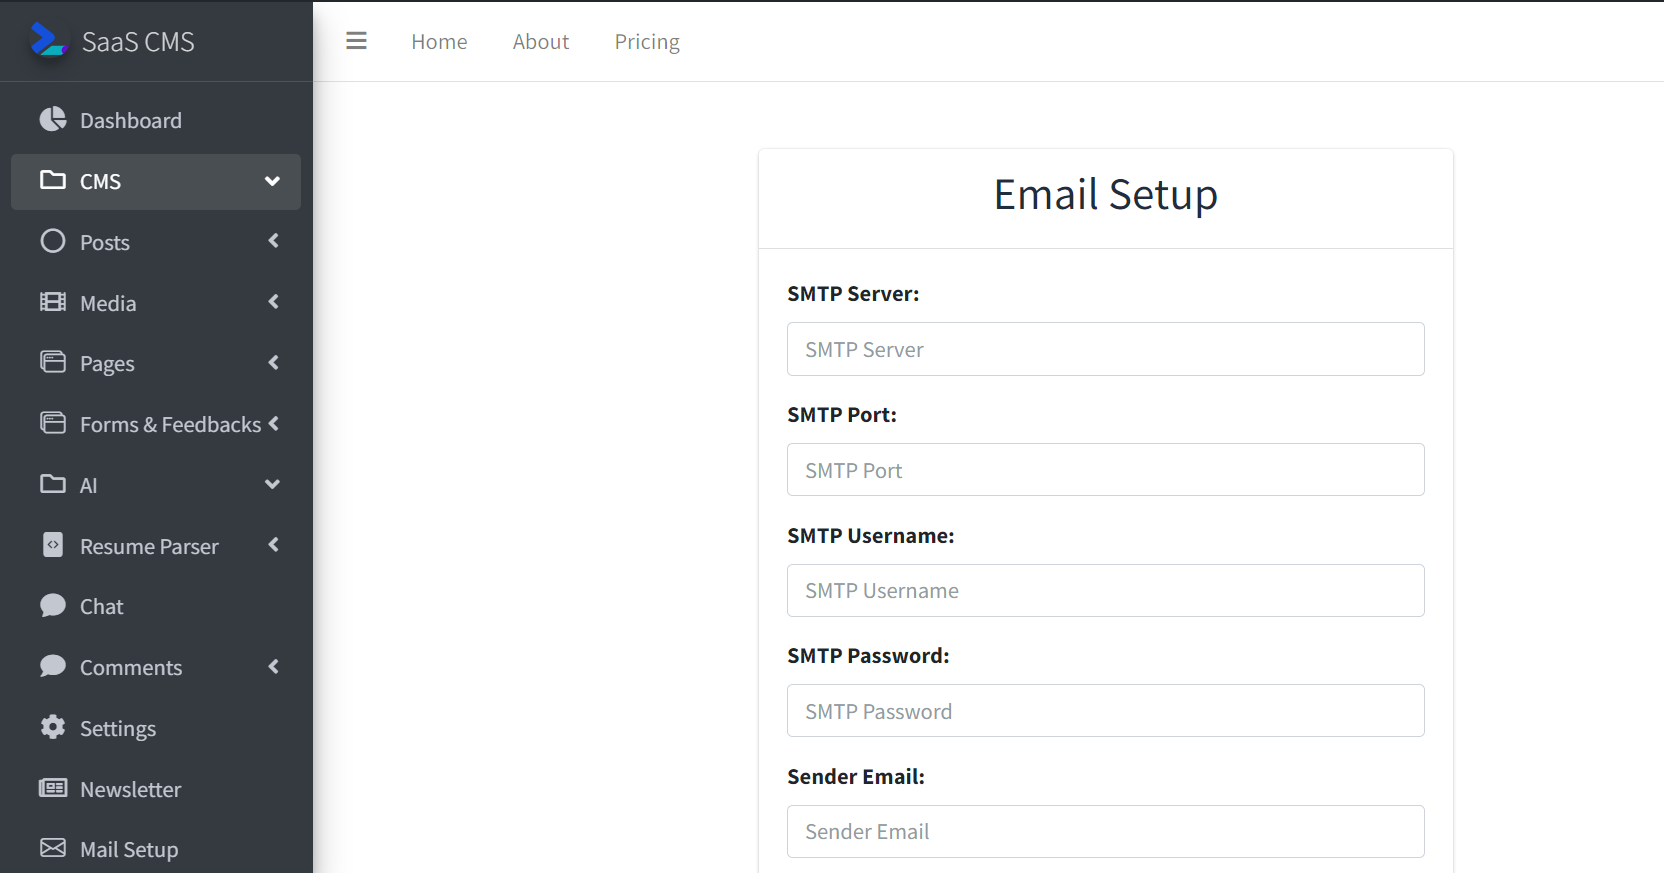 SaaS CMS
Home
About
Pricing
Dashboard
CMS
Posts
Media
Pages
Forms & Feedbacks
AI
Resume Parser
Chat
Comments
Settings
Newsletter
Mail Setup
Email Setup
SMTP Server:
SMTP Server
SMTP Port:
SMTP Port
SMTP Username:
SMTP Username
SMTP Password:
SMTP Password
Sender Email:
Sender Email